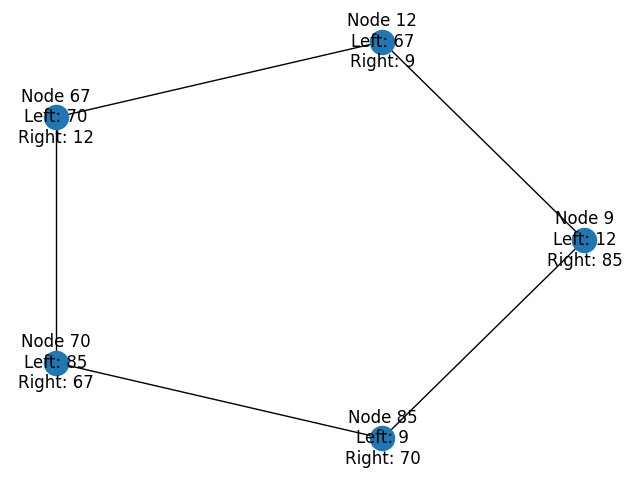 Node 12
Left: 67
Right: 9
Node 67
Left: 70
Right: 12
Node 9
Left: 12
Right: 85
Node 70
Left: 85
Right: 67
Node 85
Left: 9
Right: 70